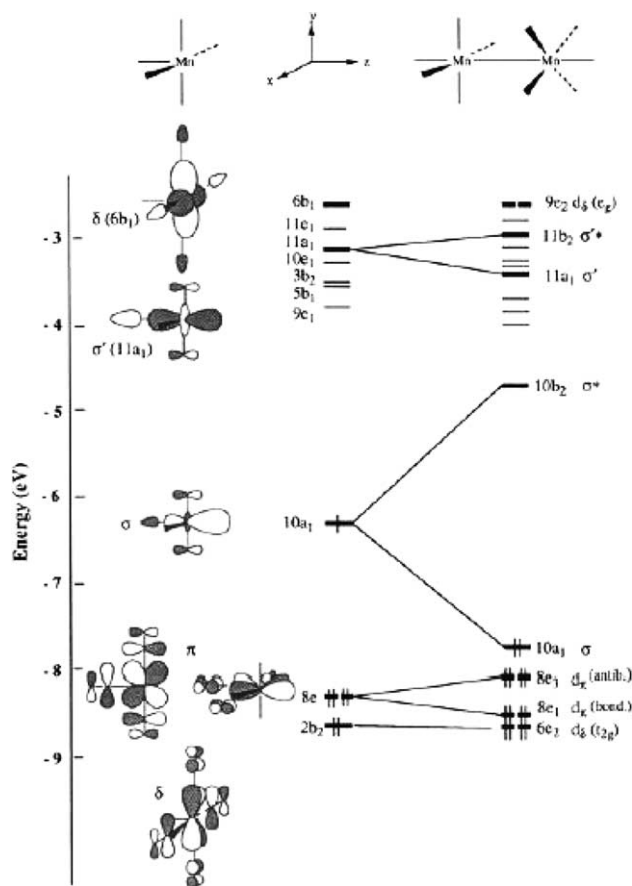 Mn
y
x
z
Mn
Mn
Energy (eV)
- 3
- 4
- 5
- 6
- 7
- 8
- 9
δ (6b₁)
σ' (11a₁)
σ
π
δ
6b₁
11e₁
11a₁
10e₁
3b₂
5b₁
9e₁
10a₁
8e
2b₂
9e₂ dδ (e_g)
11b₂ σ'*
11a₁ σ'
10b₂ σ*
10a₁ σ
8e₃ dπ (antib.)
8e₁ dπ (bond.)
6e₂ dδ (t₂g)